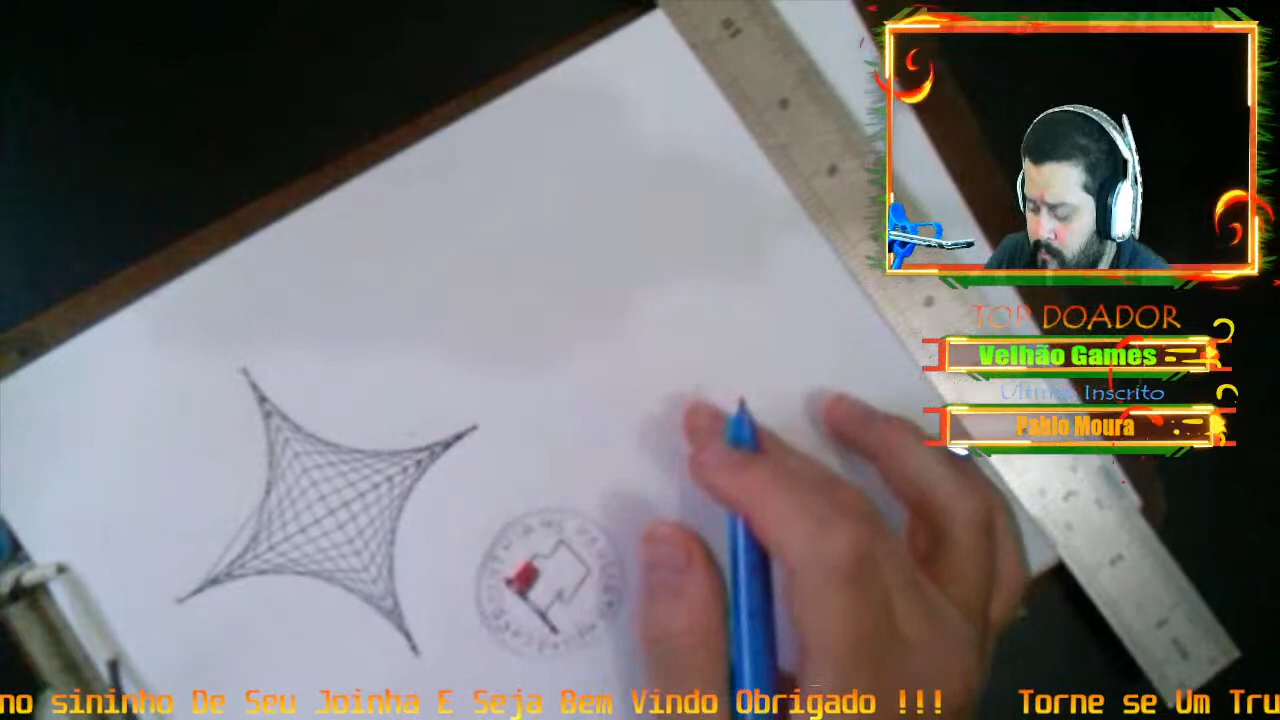 TOP DOADOR
Velhão Games
Ultimo Inscrito
Pablo Moura
no sininho De Seu Joinha E Seja Bem Vindo Obrigado !!! Torne se Um Tru